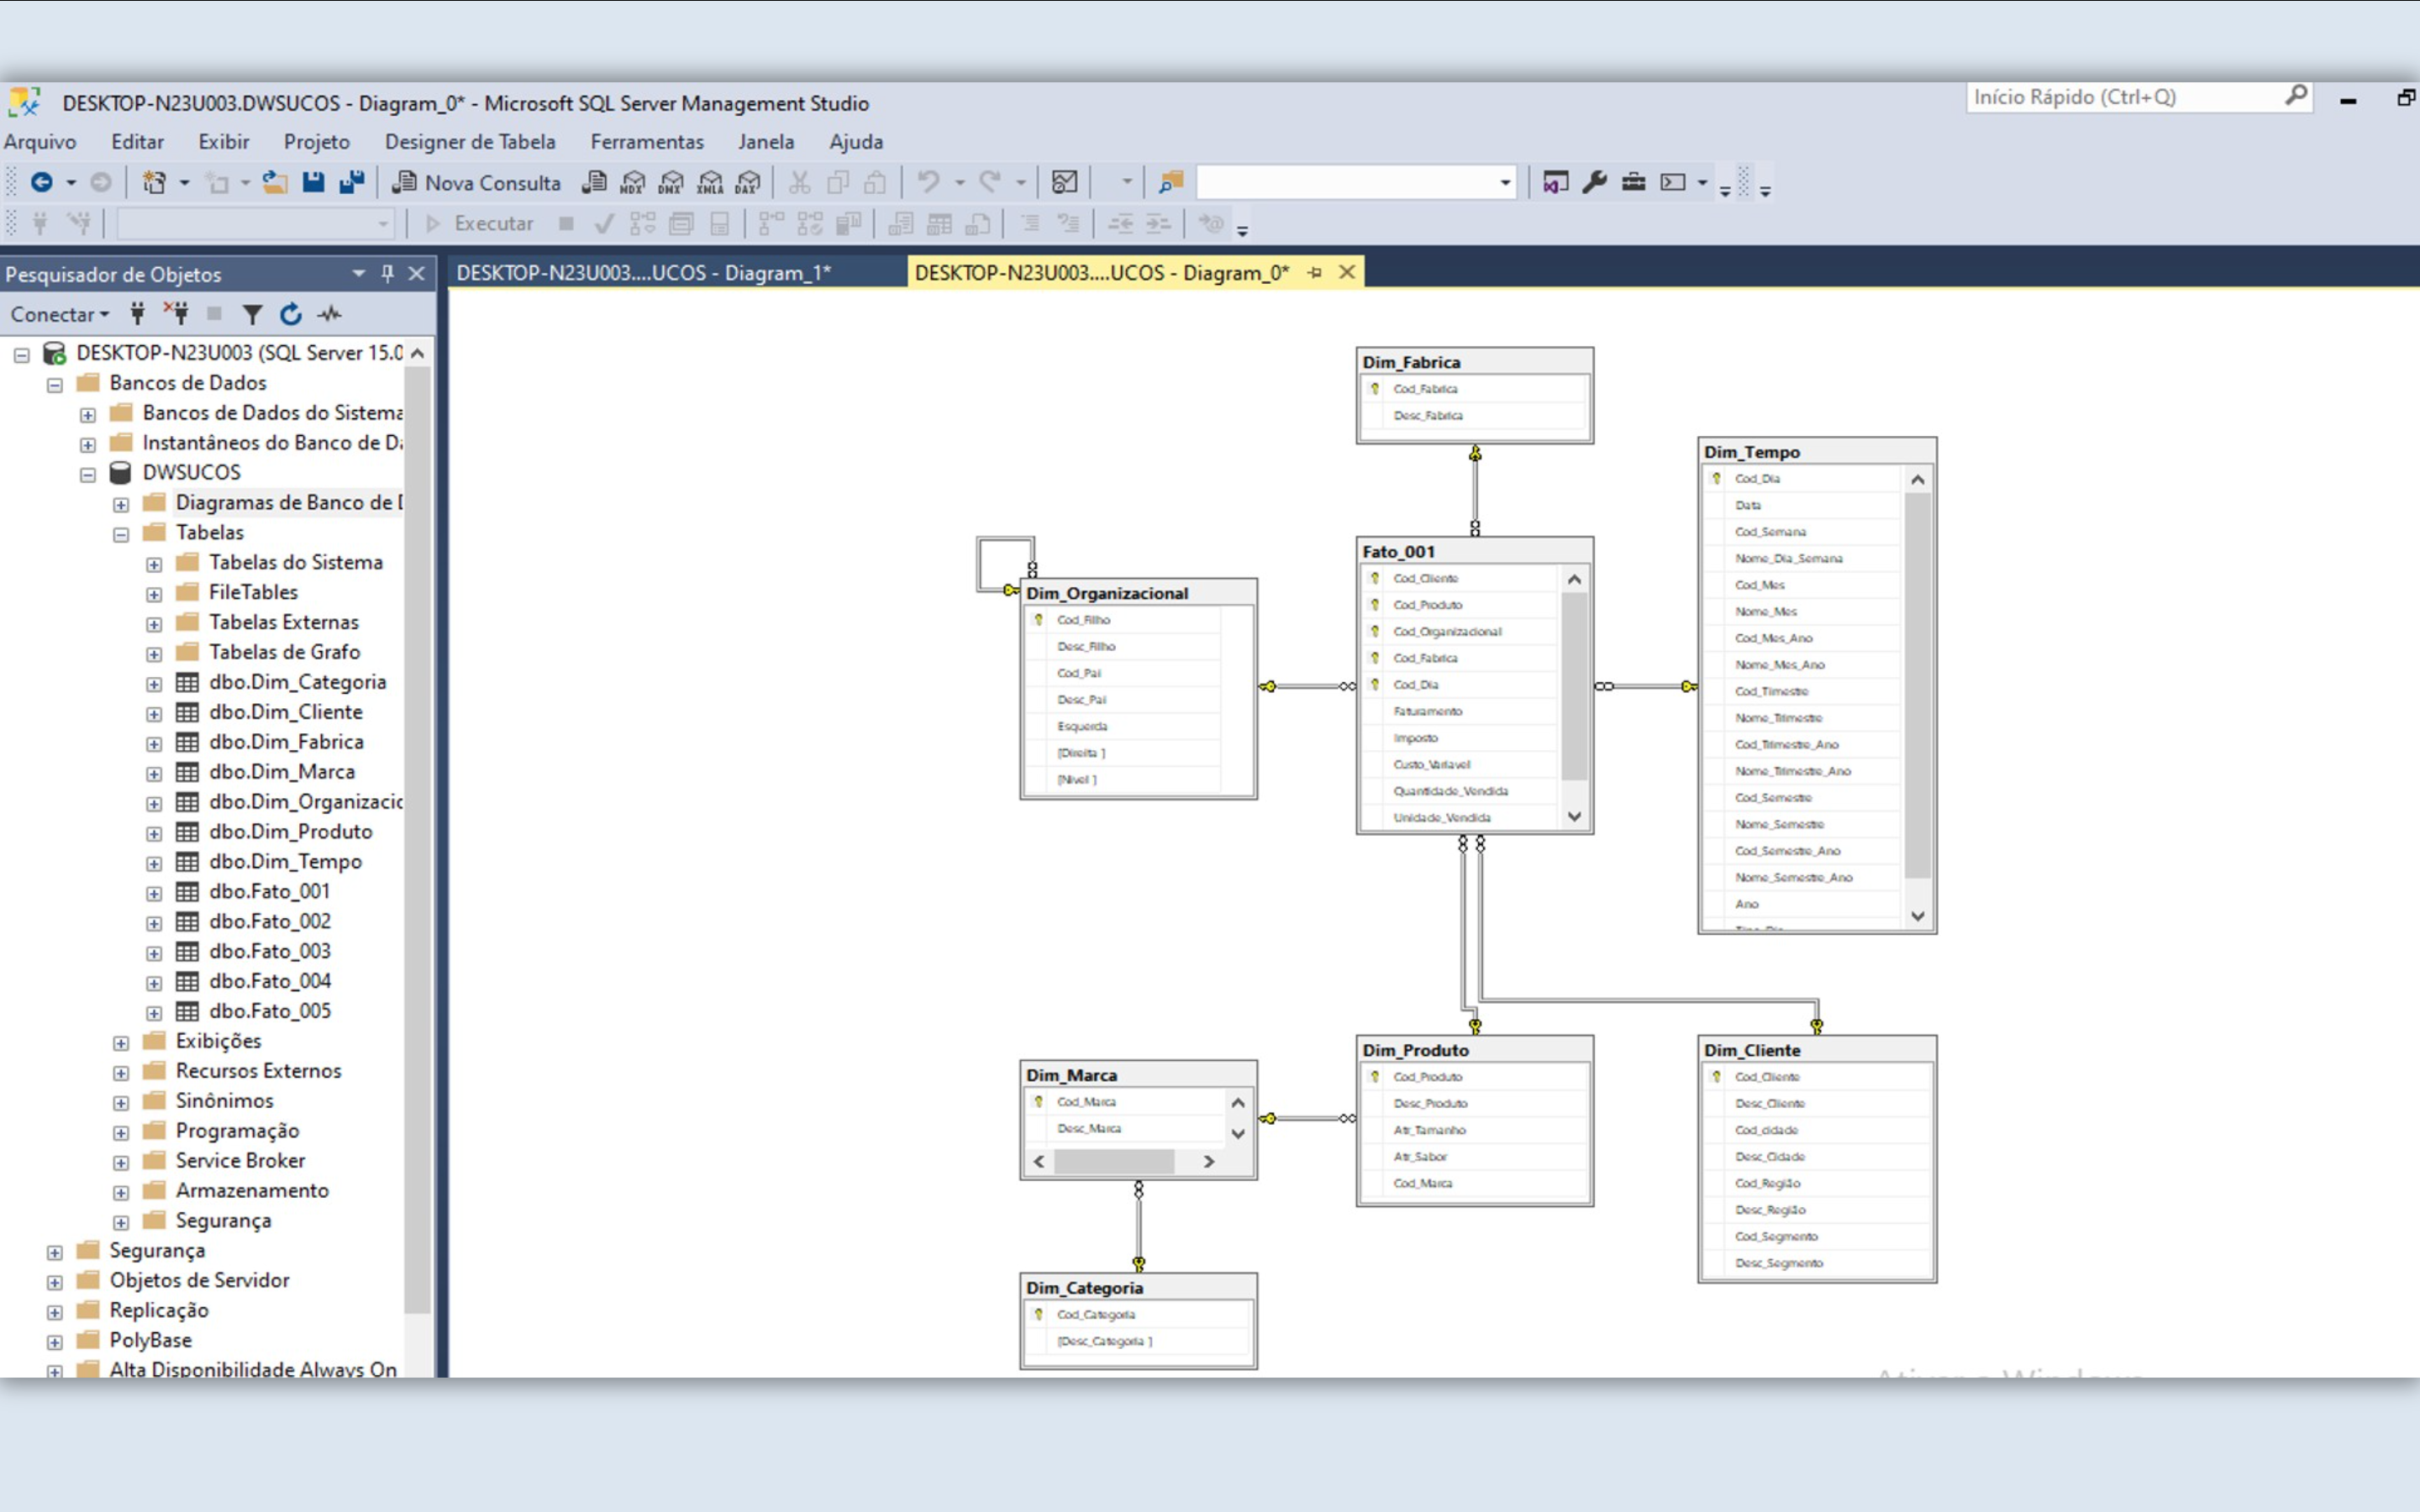 DESKTOP-N23U003.DWSUCOS - Diagram_0* - Microsoft SQL Server Management Studio
Início Rápido (Ctrl+Q)
Arquivo Editar Exibir Projeto Designer de Tabela Ferramentas Janela Ajuda
Nova Consulta MDX DMX XMLA DAX
Executar
Pesquisador de Objetos
Conectar
DESKTOP-N23U003 (SQL Server 15.0
Bancos de Dados
Bancos de Dados do Sistema
Instantâneos do Banco de Da
DWSUCOS
Diagramas de Banco de D
Tabelas
Tabelas do Sistema
FileTables
Tabelas Externas
Tabelas de Grafo
dbo.Dim_Categoria
dbo.Dim_Cliente
dbo.Dim_Fabrica
dbo.Dim_Marca
dbo.Dim_Organizacic
dbo.Dim_Produto
dbo.Dim_Tempo
dbo.Fato_001
dbo.Fato_002
dbo.Fato_003
dbo.Fato_004
dbo.Fato_005
Exibições
Recursos Externos
Sinônimos
Programação
Service Broker
Armazenamento
Segurança
Segurança
Objetos de Servidor
Replicação
PolyBase
Alta Disponibilidade Always On
DESKTOP-N23U003....UCOS - Diagram_1*
DESKTOP-N23U003....UCOS - Diagram_0*
Dim_Fabrica
Cod_Fabrica
Desc_Fabrica
Dim_Organizacional
Cod_Filho
Desc_Filho
Cod_Pai
Desc_Pai
Esquerda
[Direita ]
[Nivel ]
Fato_001
Cod_Cliente
Cod_Produto
Cod_Organizacional
Cod_Fabrica
Cod_Dia
Faturamento
Imposto
Custo_Variavel
Quantidade_Vendida
Unidade_Vendida
Dim_Tempo
Cod_Dia
Data
Cod_Semana
Nome_Dia_Semana
Cod_Mes
Nome_Mes
Cod_Mes_Ano
Nome_Mes_Ano
Cod_Timestre
Nome_Trimestre
Cod_Trimestre_Ano
Nome_Trimestre_Ano
Cod_Semestre
Nome_Semestre
Cod_Semestre_Ano
Nome_Semestre_Ano
Ano
Dim_Marca
Cod_Marca
Desc_Marca
Dim_Produto
Cod_Produto
Desc_Produto
Atr_Tamanho
Atr_Sabor
Cod_Marca
Dim_Cliente
Cod_Cliente
Desc_Cliente
Cod_cidade
Desc_Cidade
Cod_Região
Desc_Região
Cod_Segmento
Desc_Segmento
Dim_Categoria
Cod_Categoria
[Desc_Categoria ]